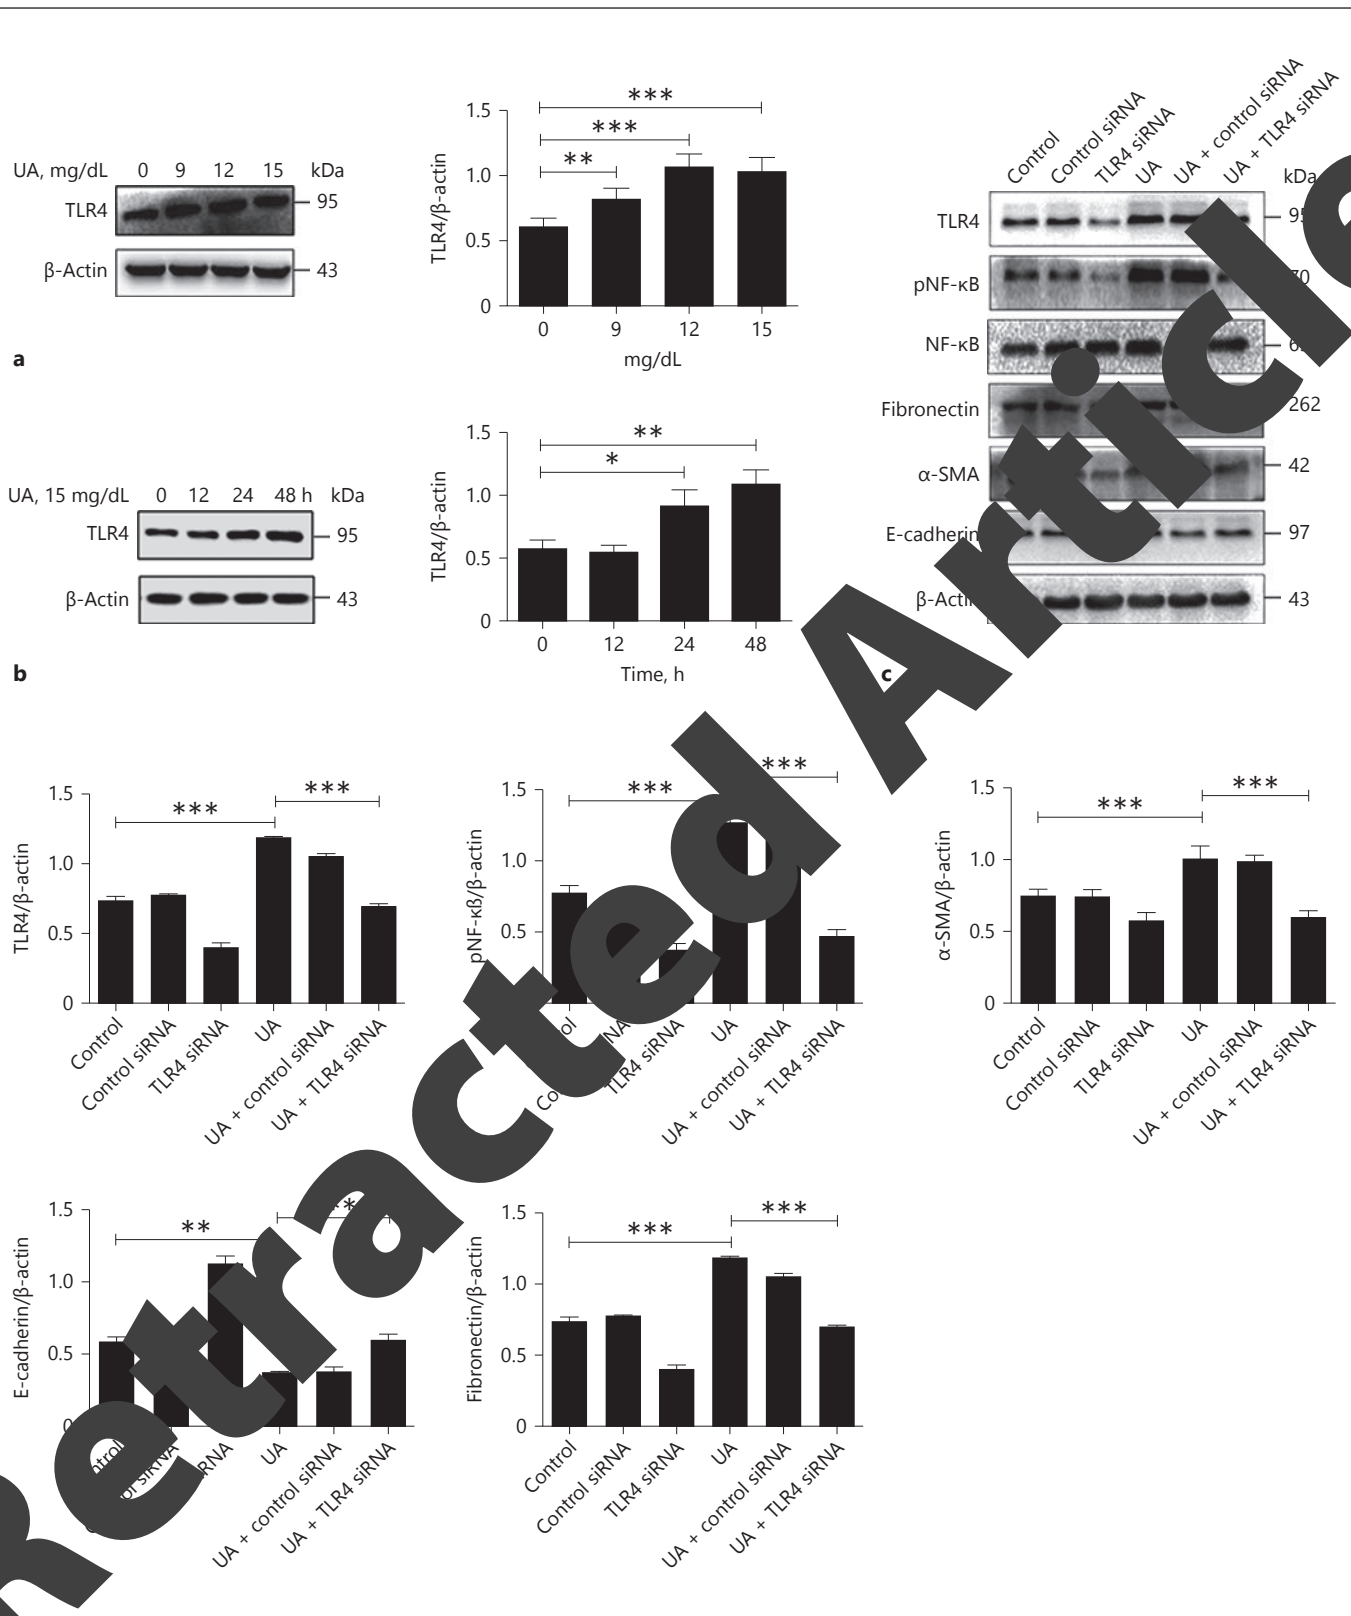 UA, mg/dL 0 9 12 15 kDa
TLR4 95
β-Actin 43
a
***
***
**
1.5
1.0
0.5
0
TLR4/β-actin
0 9 12 15
mg/dL
Control
Control siRNA
TLR4 siRNA
UA
UA + control siRNA
UA + TLR4 siRNA
kDa
TLR4
pNF-κB
NF-κB
Fibronectin 262
α-SMA 42
E-cadherin 97
β-Actin 43
c
UA, 15 mg/dL 0 12 24 48 h kDa
TLR4 95
β-Actin 43
b
**
*
1.5
1.0
0.5
0
TLR4/β-actin
0 12 24 48
Time, h
***
***
1.5
1.0
0.5
0
TLR4/β-actin
Control
Control siRNA
TLR4 siRNA
UA
UA + control siRNA
UA + TLR4 siRNA
***
***
1.5
1.0
0.5
pNF-κß/β-actin
TLR4 siRNA
UA
UA + control siRNA
UA + TLR4 siRNA
***
***
1.5
1.0
0.5
0
α-SMA/β-actin
Control
Control siRNA
TLR4 siRNA
UA
UA + control siRNA
UA + TLR4 siRNA
**
1.5
1.0
0.5
0
E-cadherin/β-actin
UA
UA + control siRNA
UA + TLR4 siRNA
***
***
1.5
1.0
0.5
0
Fibronectin/β-actin
Control
Control siRNA
TLR4 siRNA
UA
UA + control siRNA
UA + TLR4 siRNA
Retracted Article